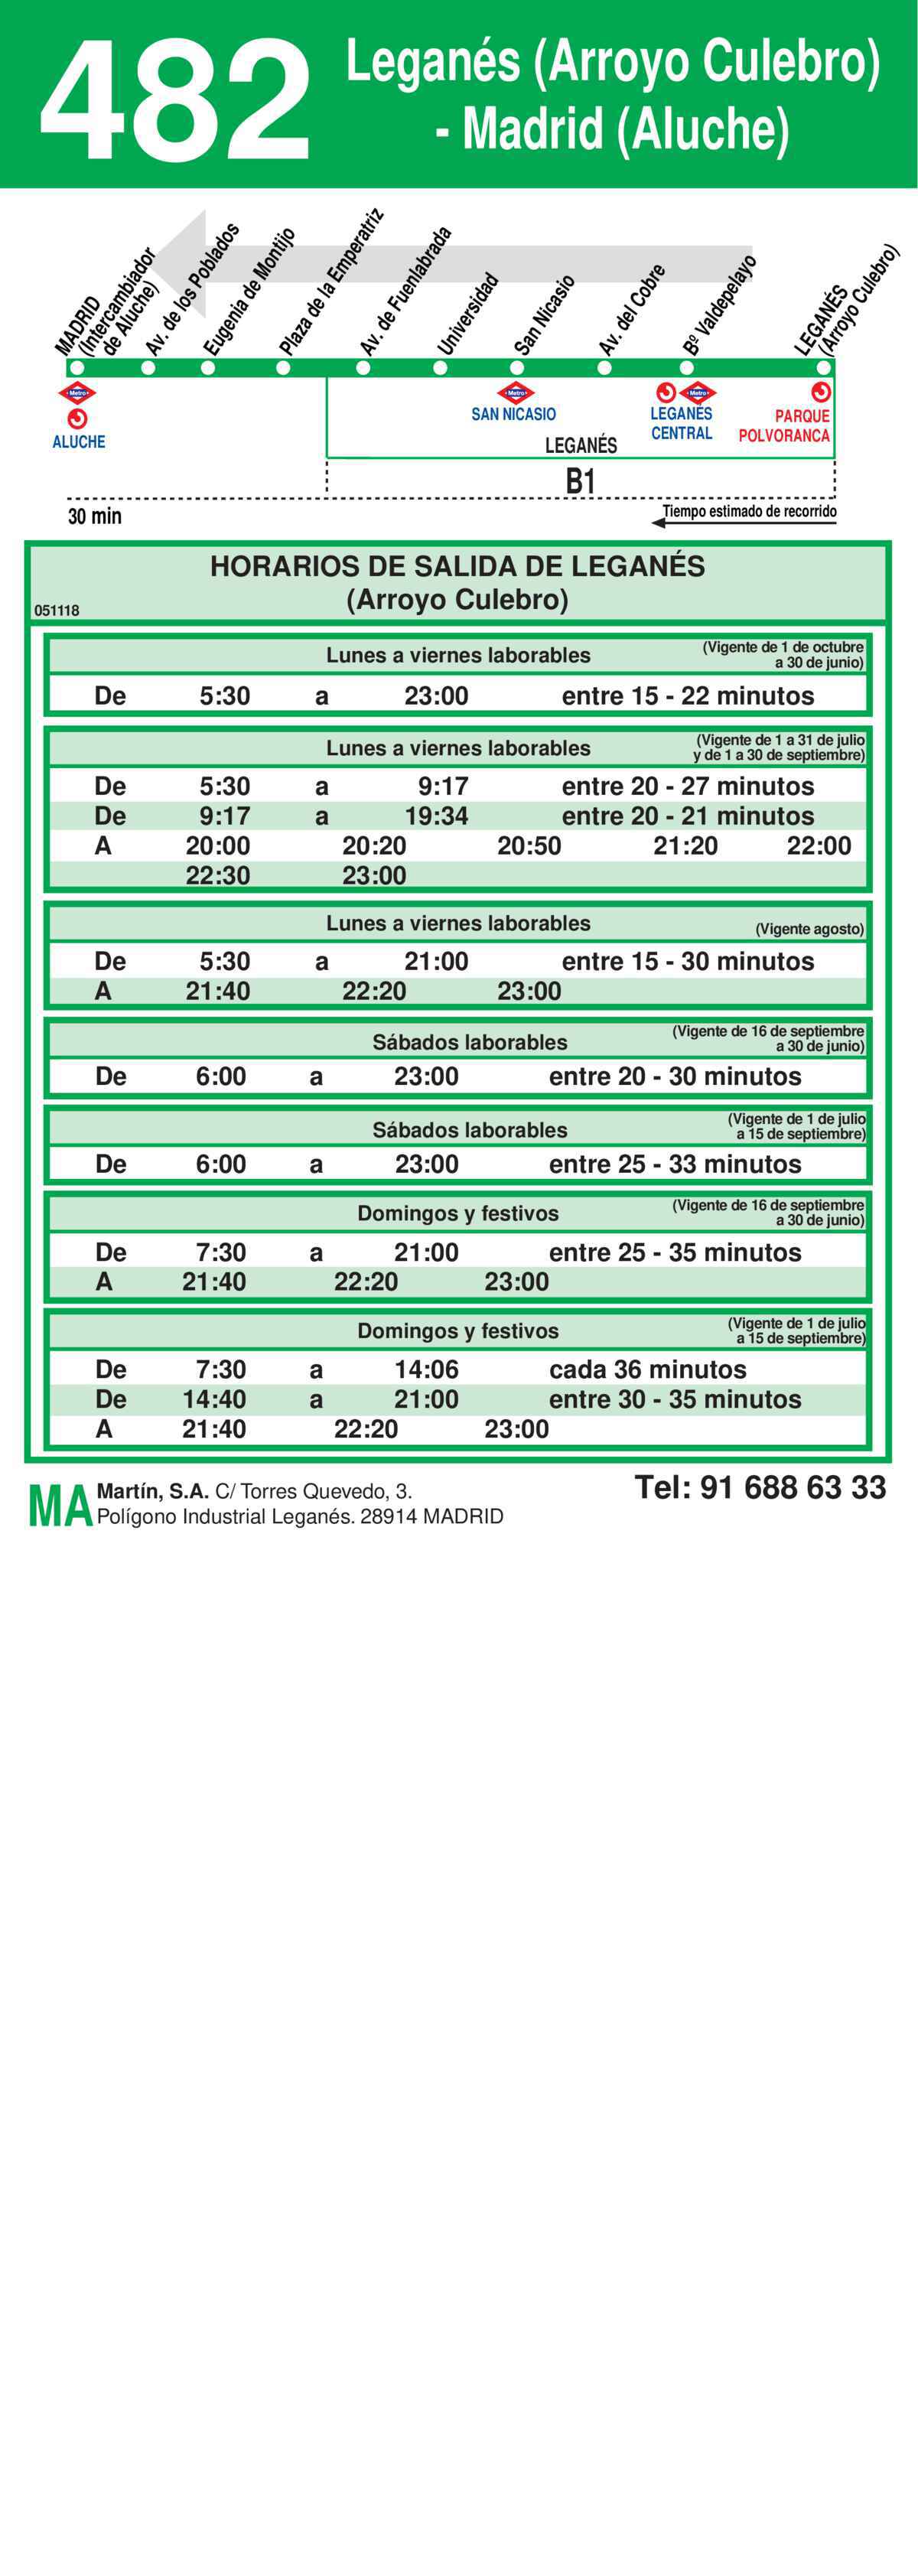 482
Leganés (Arroyo Culebro)
- Madrid (Aluche)
MADRID
(Intercambiador
de Aluche)
Av. de los Poblados
Eugenia de Montijo
Plaza de la Emperatriz
Av. de Fuenlabrada
Universidad
San Nicasio
Av. del Cobre
Bº Valdepelayo
LEGANÉS
(Arroyo Culebro)
Metro
ALUCHE
Metro
SAN NICASIO
Metro
LEGANÉS
CENTRAL
PARQUE
POLVORANCA
LEGANÉS
B1
30 min
Tiempo estimado de recorrido
HORARIOS DE SALIDA DE LEGANÉS
(Arroyo Culebro)
051118
Lunes a viernes laborables (Vigente de 1 de octubre
a 30 de junio)
De 5:30 a 23:00 entre 15 - 22 minutos
Lunes a viernes laborables (Vigente de 1 a 31 de julio
y de 1 a 30 de septiembre)
De 5:30 a 9:17 entre 20 - 27 minutos
De 9:17 a 19:34 entre 20 - 21 minutos
A 20:00 20:20 20:50 21:20 22:00
22:30 23:00
Lunes a viernes laborables (Vigente agosto)
De 5:30 a 21:00 entre 15 - 30 minutos
A 21:40 22:20 23:00
Sábados laborables (Vigente de 16 de septiembre
a 30 de junio)
De 6:00 a 23:00 entre 20 - 30 minutos
Sábados laborables (Vigente de 1 de julio
a 15 de septiembre)
De 6:00 a 23:00 entre 25 - 33 minutos
Domingos y festivos (Vigente de 16 de septiembre
a 30 de junio)
De 7:30 a 21:00 entre 25 - 35 minutos
A 21:40 22:20 23:00
Domingos y festivos (Vigente de 1 de julio
a 15 de septiembre)
De 7:30 a 14:06 cada 36 minutos
De 14:40 a 21:00 entre 30 - 35 minutos
A 21:40 22:20 23:00
MA
Martín, S.A. C/ Torres Quevedo, 3.
Polígono Industrial Leganés. 28914 MADRID
Tel: 91 688 63 33